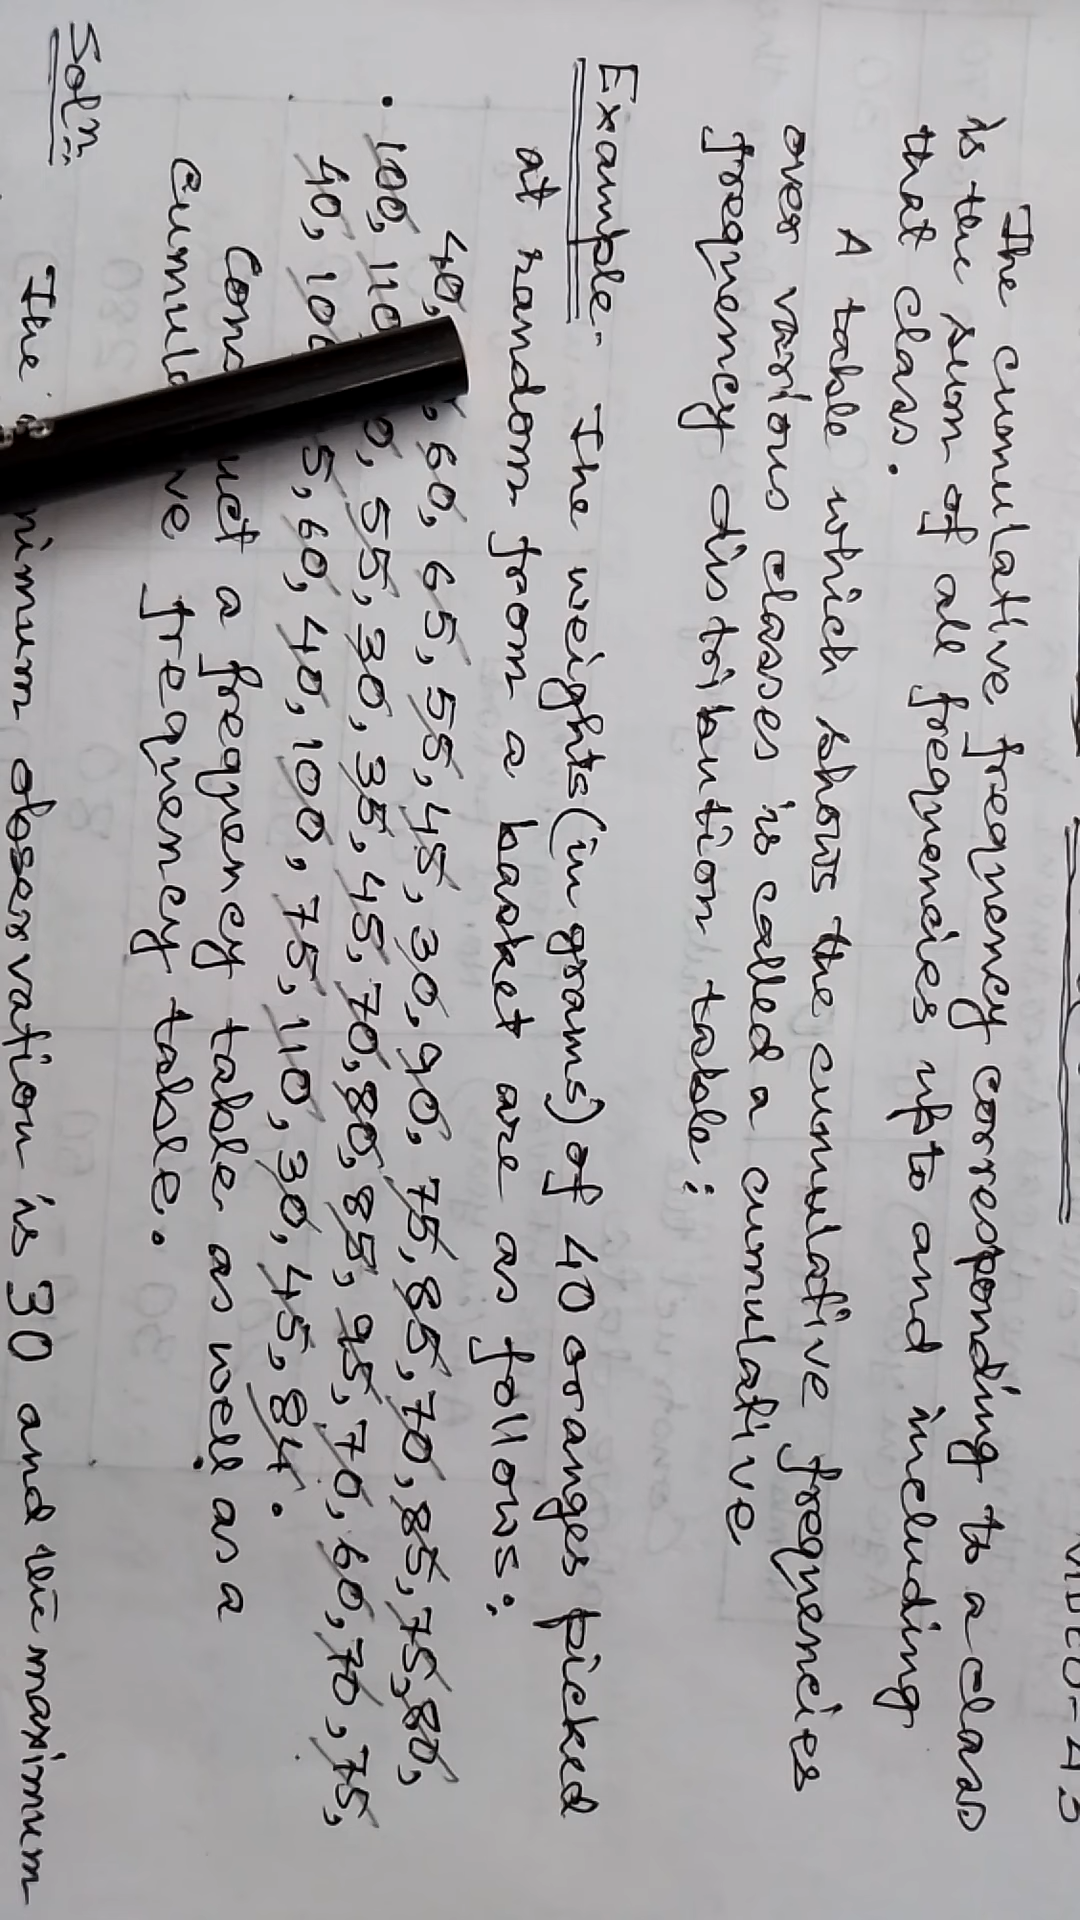 The cumulative frequency corresponding to a class
is the sum of all frequencies upto and including
that class.
A table which shows the cumulative frequencies
over various classes is called a cumulative
frequency distribution table:
Example- The weights (in grams) of 40 oranges picked
at random from a basket are as follows:
40, 60, 65, 55, 45, 30, 90, 75, 85, 70, 85, 75, 80,
100, 110 55, 30, 35, 45, 70, 80, 85, 95, 70, 60, 70, 75,
40, 60, 40, 100, 75, 110, 30, 45, 84.
a frequency table as well as a
frequency table.
Soln:
The observation is 30 and the maximum